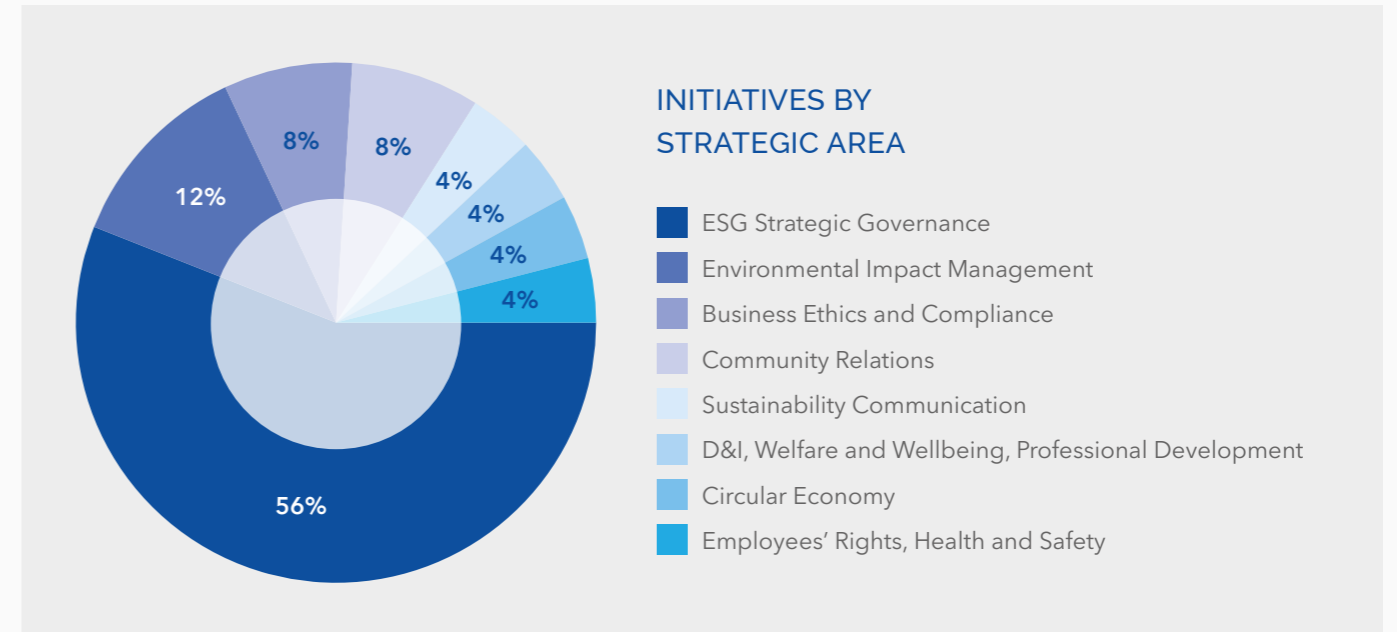 INITIATIVES BY
STRATEGIC AREA
8%
8%
4%
12%
4%
4%
4%
56%
ESG Strategic Governance
Environmental Impact Management
Business Ethics and Compliance
Community Relations
Sustainability Communication
D&I, Welfare and Wellbeing, Professional Development
Circular Economy
Employees’ Rights, Health and Safety